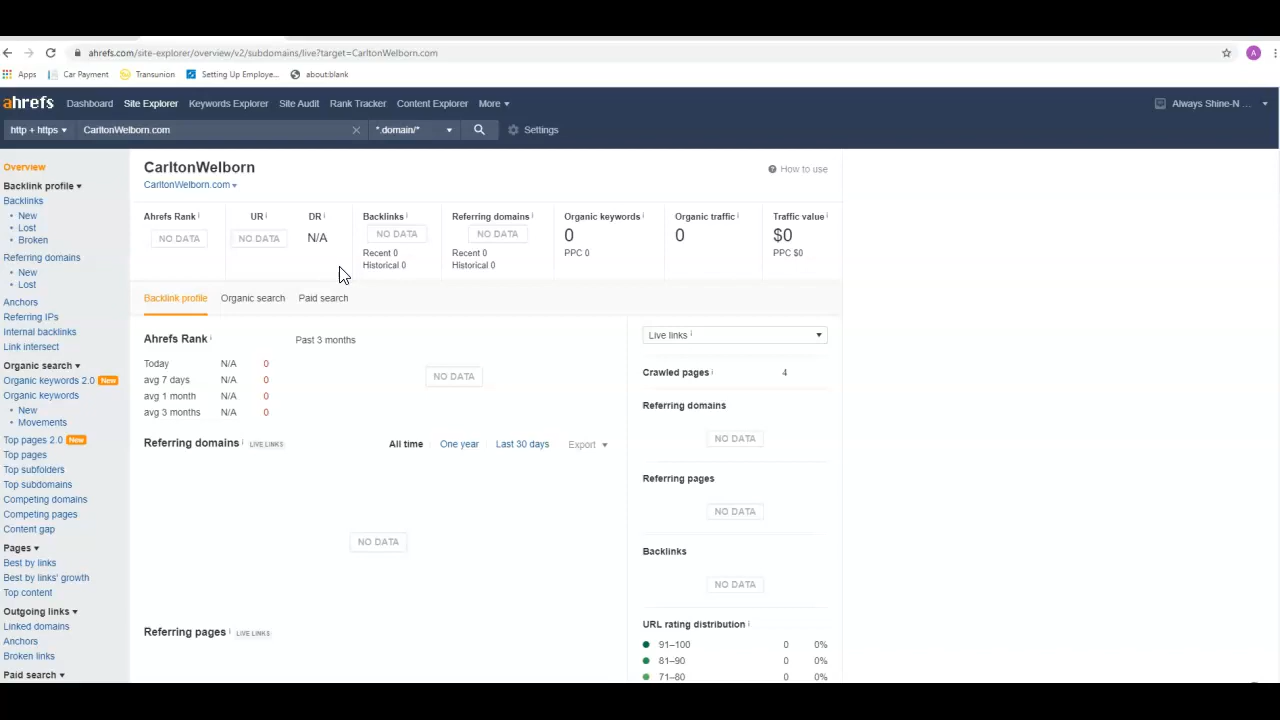 ahrefs.com/site-explorer/overview/v2/subdomains/live?target=CarltonWelborn.com
A
Apps Car Payment Transunion Setting Up Employe... about:blank
ahrefs Dashboard Site Explorer Keywords Explorer Site Audit Rank Tracker Content Explorer More Always Shine-N ...
http + https CarltonWelborn.com *.domain/* Settings
Overview
Backlink profile
Backlinks
New
Lost
Broken
Referring domains
New
Lost
Anchors
Referring IPs
Internal backlinks
Link intersect
Organic search
Organic keywords 2.0 New
Organic keywords
New
Movements
Top pages 2.0 New
Top pages
Top subfolders
Top subdomains
Competing domains
Competing pages
Content gap
Pages
Best by links
Best by links' growth
Top content
Outgoing links
Linked domains
Anchors
Broken links
Paid search
CarltonWelborn
How to use
CarltonWelborn.com
Ahrefs Rank i UR i DR i Backlinks i Referring domains i Organic keywords i Organic traffic i Traffic value i
NO DATA NO DATA N/A NO DATA NO DATA 0 0 $0
Recent 0 Recent 0 PPC 0 PPC $0
Historical 0 Historical 0
Backlink profile Organic search Paid search
Ahrefs Rank i Past 3 months
Today N/A 0
avg 7 days N/A 0
avg 1 month N/A 0
avg 3 months N/A 0
NO DATA
Referring domains i LIVE LINKS All time One year Last 30 days Export
NO DATA
Referring pages i LIVE LINKS
Live links i
Crawled pages i 4
Referring domains
NO DATA
Referring pages
NO DATA
Backlinks
NO DATA
URL rating distribution i
91–100 0 0%
81–90 0 0%
71–80 0 0%